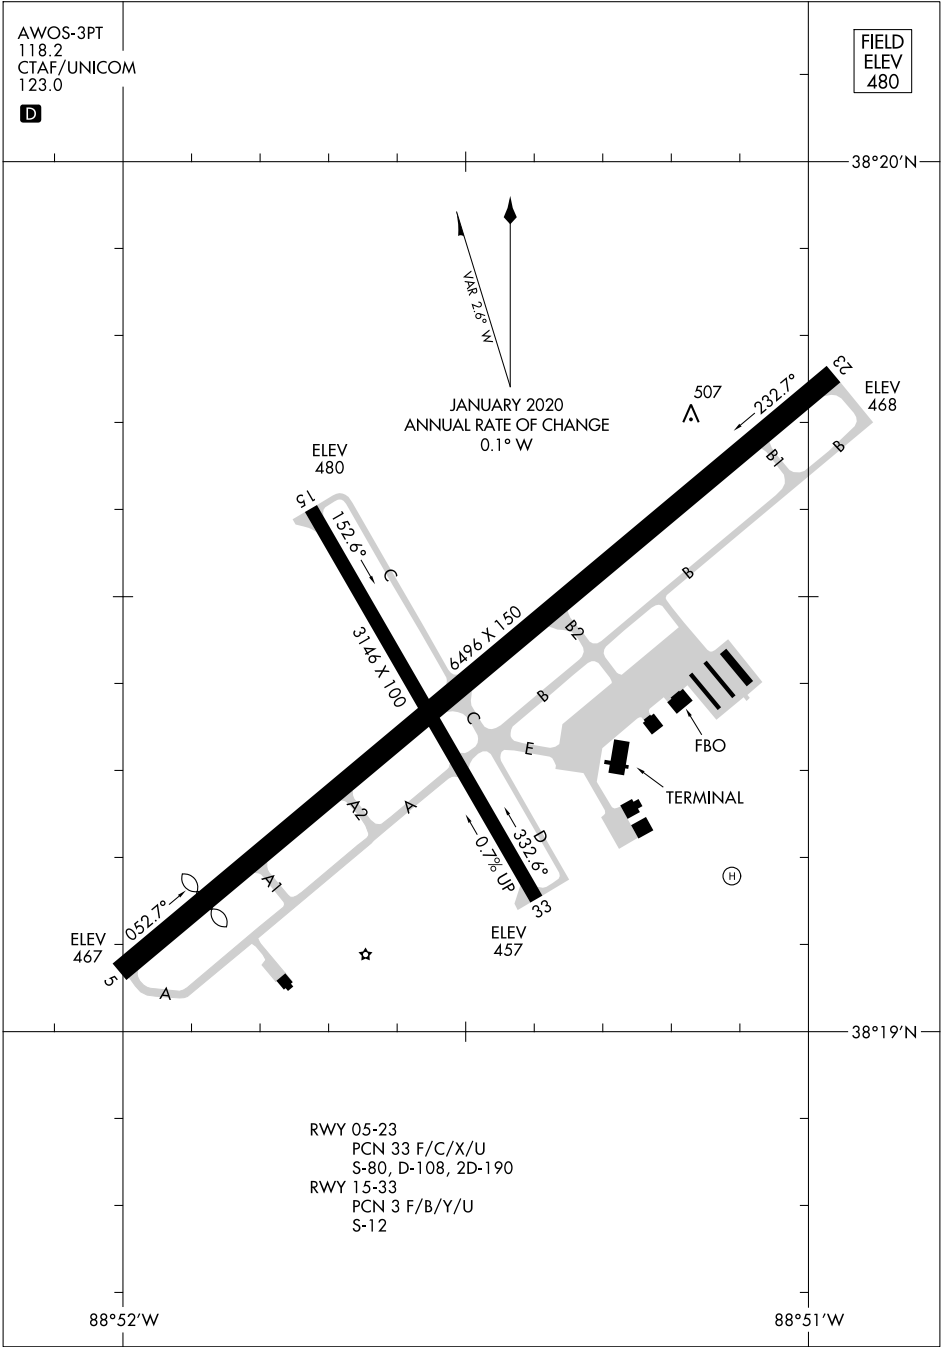 AWOS-3PT
118.2
CTAF/UNICOM
123.0
D
FIELD
ELEV
480
38°20'N
VAR 2.6° W
JANUARY 2020
ANNUAL RATE OF CHANGE
0.1° W
507
232.7°
23
ELEV
468
B
B1
ELEV
480
15
152.6°
C
3146 X 100
6496 X 150
B
B2
B
C
E
FBO
TERMINAL
A2
A
D
332.6°
0.7% UP
33
ELEV
457
H
A1
052.7°
ELEV
467
5
A
38°19'N
RWY 05-23
PCN 33 F/C/X/U
S-80, D-108, 2D-190
RWY 15-33
PCN 3 F/B/Y/U
S-12
88°52'W
88°51'W